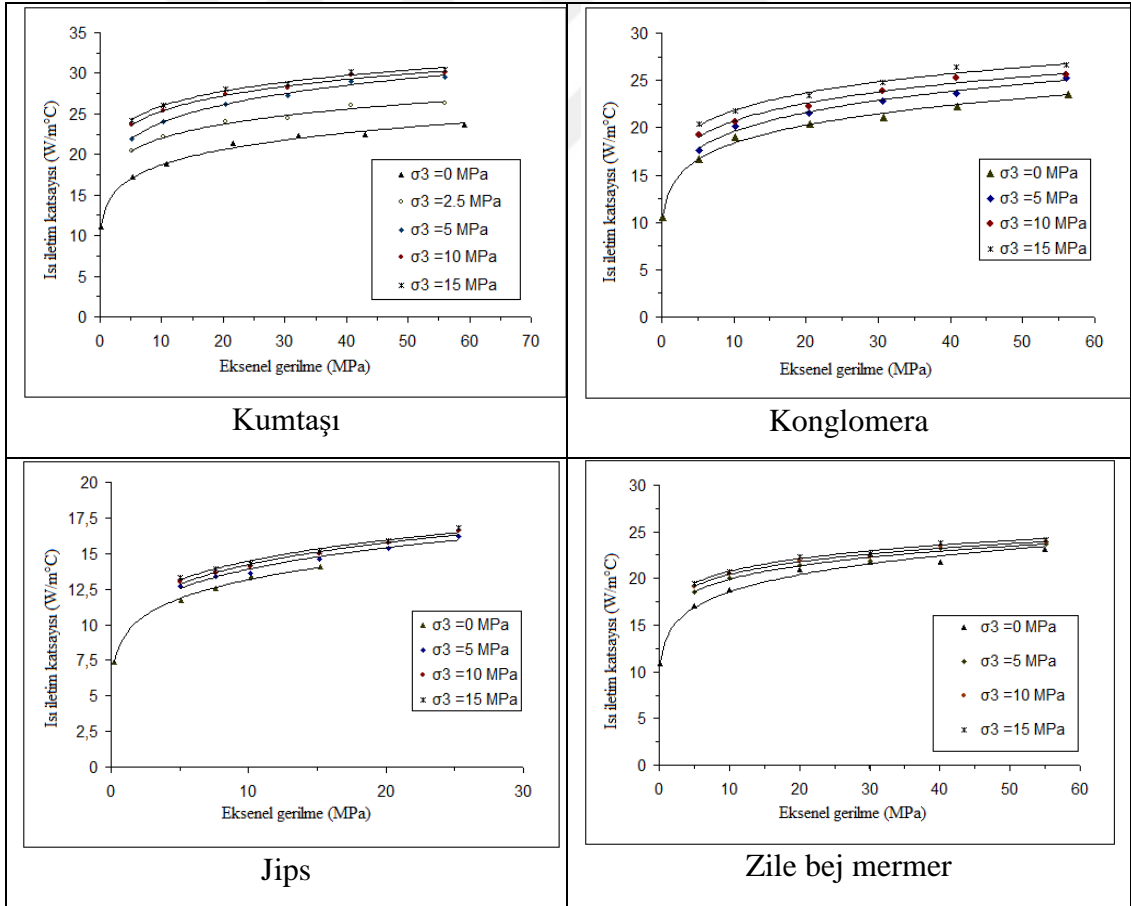 35
30
25
20
15
10
5
0
Isı iletim katsayısı (W/m°C)
σ3 =0 MPa
σ3 =2.5 MPa
σ3 =5 MPa
σ3 =10 MPa
σ3 =15 MPa
0 10 20 30 40 50 60 70
Eksenel gerilme (MPa)
Kumtaşı
30
25
20
15
10
5
0
Isı iletim katsayısı (W/m°C)
σ3 =0 MPa
σ3 =5 MPa
σ3 =10 MPa
σ3 =15 MPa
0 10 20 30 40 50 60
Eksenel gerilme (MPa)
Konglomera
20
17,5
15
12,5
10
7,5
5
2,5
0
Isı iletim katsayısı (W/m°C)
σ3 =0 MPa
σ3 =5 MPa
σ3 =10 MPa
σ3 =15 MPa
0 10 20 30
Eksenel gerilme (MPa)
Jips
30
25
20
15
10
5
0
Isı iletim katsayısı (W/m°C)
σ3 =0 MPa
σ3 =5 MPa
σ3 =10 MPa
σ3 =15 MPa
0 10 20 30 40 50 60
Eksenel gerilme (MPa)
Zile bej mermer